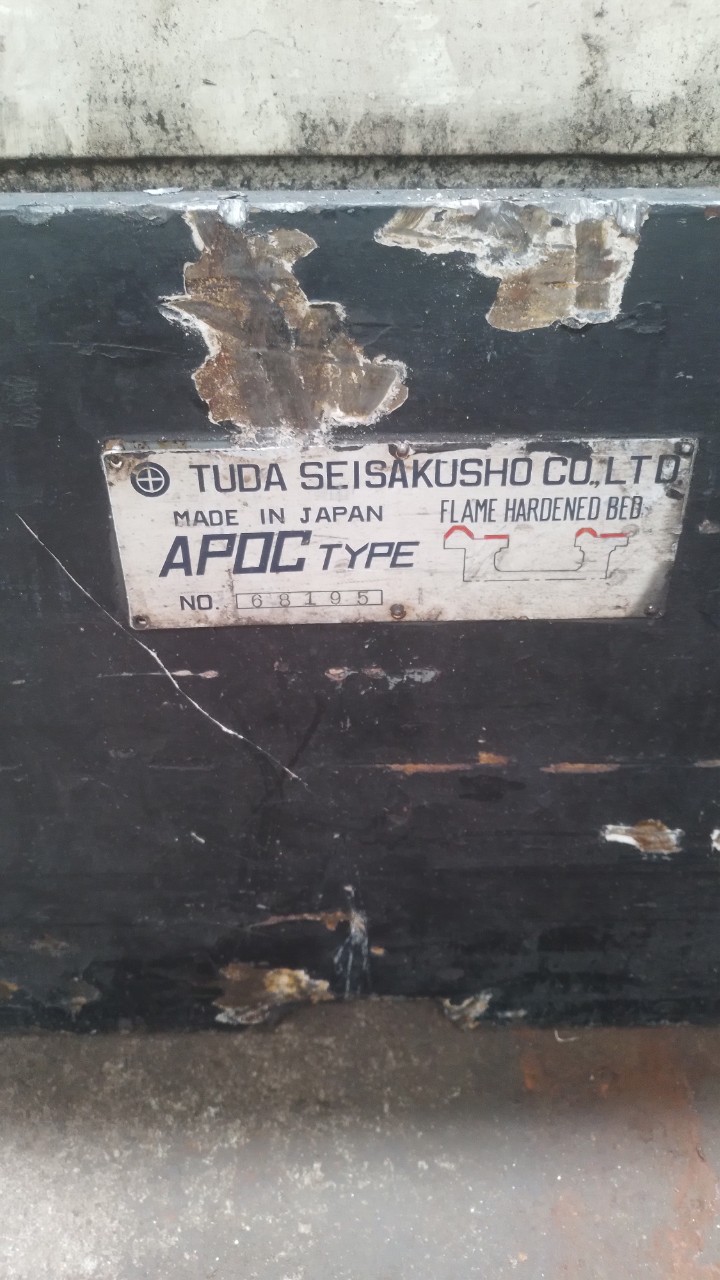 TUDA SEISAKUSHO CO.,LTD
MADE IN JAPAN
FLAME HARDENED BED
APOC TYPE
NO. 68195